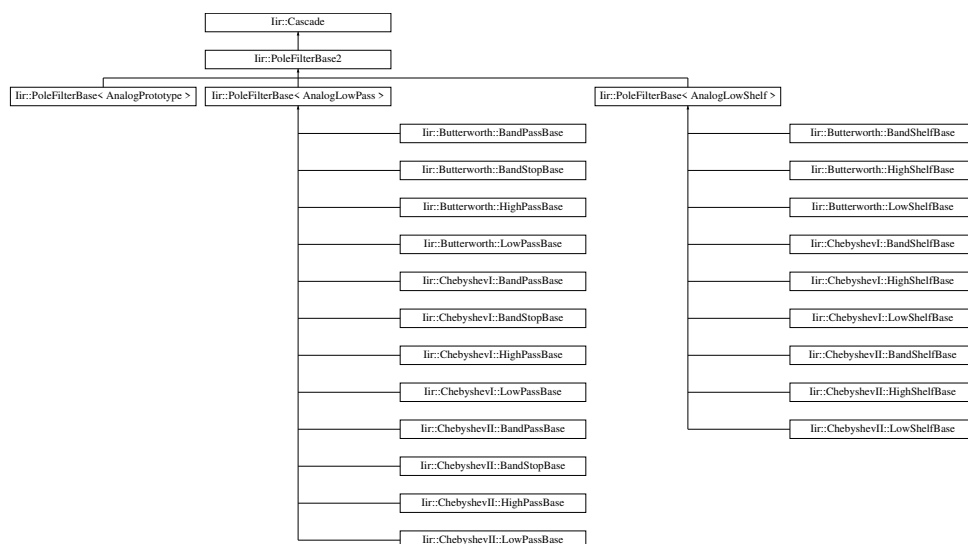 Iir::Cascade
Iir::PoleFilterBase2
Iir::PoleFilterBase< AnalogPrototype >
Iir::PoleFilterBase< AnalogLowPass >
Iir::PoleFilterBase< AnalogLowShelf >
Iir::Butterworth::BandPassBase
Iir::Butterworth::BandStopBase
Iir::Butterworth::HighPassBase
Iir::Butterworth::LowPassBase
Iir::ChebyshevI::BandPassBase
Iir::ChebyshevI::BandStopBase
Iir::ChebyshevI::HighPassBase
Iir::ChebyshevI::LowPassBase
Iir::ChebyshevII::BandPassBase
Iir::ChebyshevII::BandStopBase
Iir::ChebyshevII::HighPassBase
Iir::ChebyshevII::LowPassBase
Iir::Butterworth::BandShelfBase
Iir::Butterworth::HighShelfBase
Iir::Butterworth::LowShelfBase
Iir::ChebyshevI::BandShelfBase
Iir::ChebyshevI::HighShelfBase
Iir::ChebyshevI::LowShelfBase
Iir::ChebyshevII::BandShelfBase
Iir::ChebyshevII::HighShelfBase
Iir::ChebyshevII::LowShelfBase